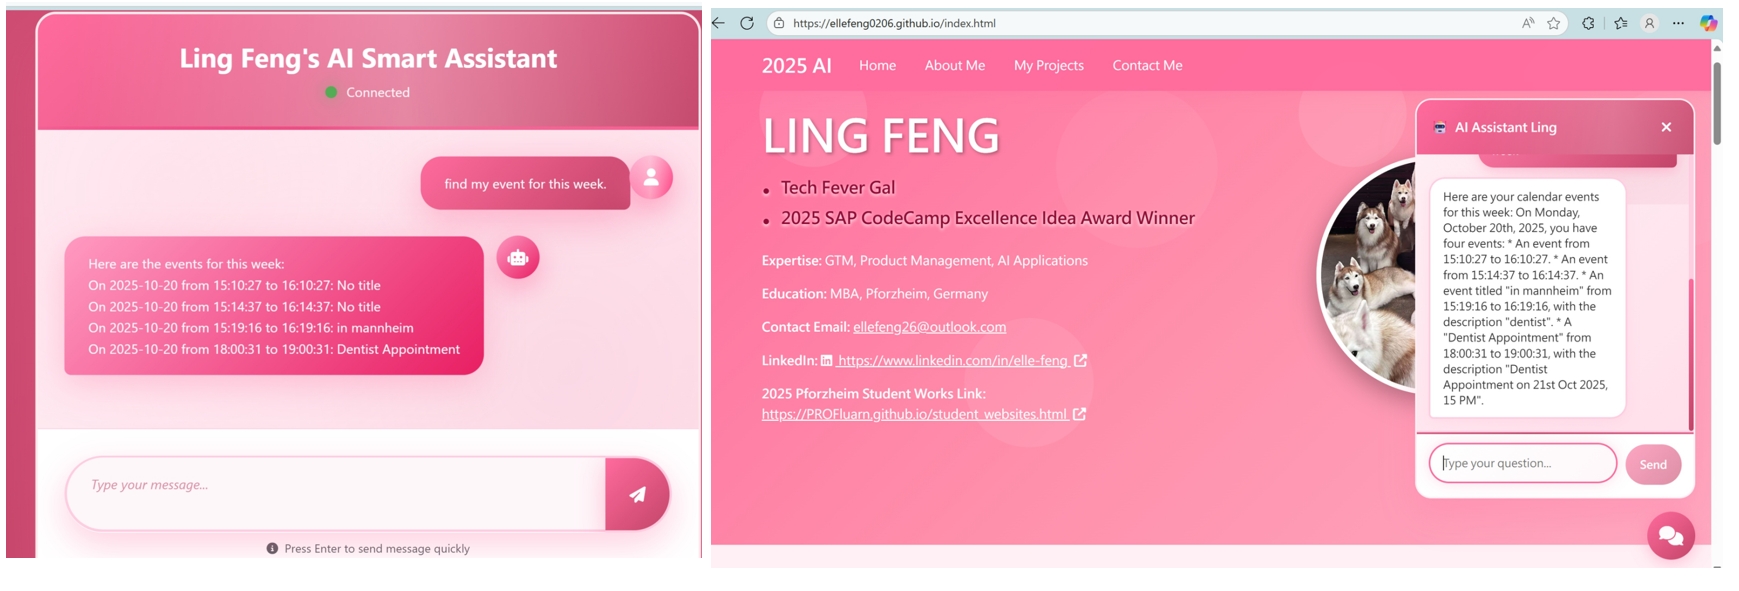 Ling Feng's AI Smart Assistant
Connected
find my event for this week.
Here are the events for this week:
On 2025-10-20 from 15:10:27 to 16:10:27: No title
On 2025-10-20 from 15:14:37 to 16:14:37: No title
On 2025-10-20 from 15:19:16 to 16:19:16: in mannheim
On 2025-10-20 from 18:00:31 to 19:00:31: Dentist Appointment
Type your message...
Press Enter to send message quickly
https://ellefeng0206.github.io/index.html
2025 AI Home About Me My Projects Contact Me
LING FENG
• Tech Fever Gal
• 2025 SAP CodeCamp Excellence Idea Award Winner
Expertise: GTM, Product Management, AI Applications
Education: MBA, Pforzheim, Germany
Contact Email: ellefeng26@outlook.com
LinkedIn: https://www.linkedin.com/in/elle-feng
2025 Pforzheim Student Works Link:
https://PROFluarn.github.io/student_websites.html
AI Assistant Ling
Here are your calendar events
for this week: On Monday,
October 20th, 2025, you have
four events: * An event from
15:10:27 to 16:10:27. * An event
from 15:14:37 to 16:14:37. * An
event titled "in mannheim" from
15:19:16 to 16:19:16, with the
description "dentist". * A
"Dentist Appointment" from
18:00:31 to 19:00:31, with the
description "Dentist
Appointment on 21st Oct 2025,
15 PM".
Type your question...
Send